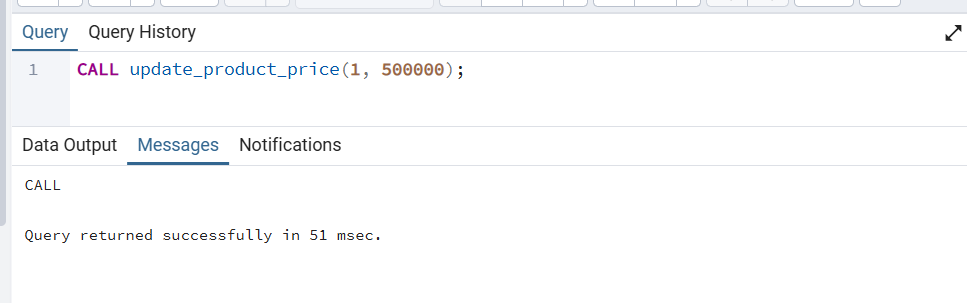 Query Query History
1 CALL update_product_price(1, 500000);
Data Output Messages Notifications
CALL
Query returned successfully in 51 msec.